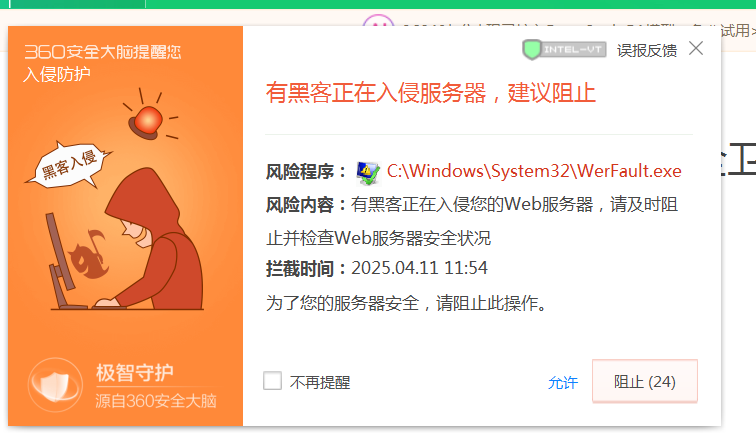 360安全大脑提醒您
入侵防护
黑客入侵
极智守护
源自360安全大脑
INTEL-VT
误报反馈
有黑客正在入侵服务器，建议阻止
风险程序： C:\Windows\System32\WerFault.exe
风险内容：有黑客正在入侵您的Web服务器，请及时阻
止并检查Web服务器安全状况
拦截时间：2025.04.11 11:54
为了您的服务器安全，请阻止此操作。
不再提醒
允许
阻止 (24)
试用>